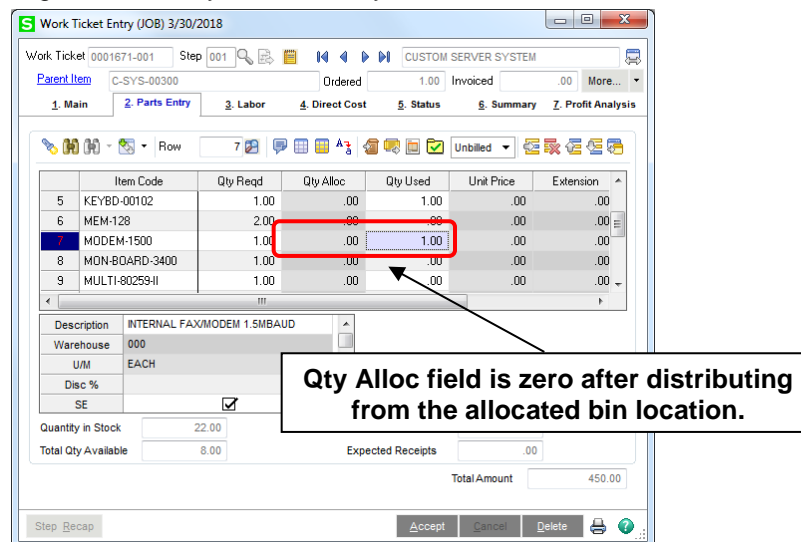 S Work Ticket Entry (JOB) 3/30/2018
Work Ticket 0001671-001 Step 001 CUSTOM SERVER SYSTEM
Parent Item C-SYS-00300 Ordered 1.00 Invoiced .00 More...
1. Main 2. Parts Entry 3. Labor 4. Direct Cost 5. Status 6. Summary 7. Profit Analysis
Row 7 Unbilled
Item Code Qty Reqd Qty Alloc Qty Used Unit Price Extension
5 KEYBD-00102 1.00 .00 1.00 .00 .00
6 MEM-128 2.00 .00 .00 .00 .00
7 MODEM-1500 1.00 .00 1.00 .00 .00
8 MON-BOARD-3400 1.00 .00 .00 .00 .00
9 MULTI-80259-II 1.00 .00 .00 .00 .00
Description INTERNAL FAX/MODEM 1.5MBAUD
Warehouse 000
U/M EACH
Disc %
SE
Qty Alloc field is zero after distributing
from the allocated bin location.
Quantity in Stock 22.00
Total Qty Available 8.00 Expected Receipts .00
Total Amount 450.00
Step Recap Accept Cancel Delete